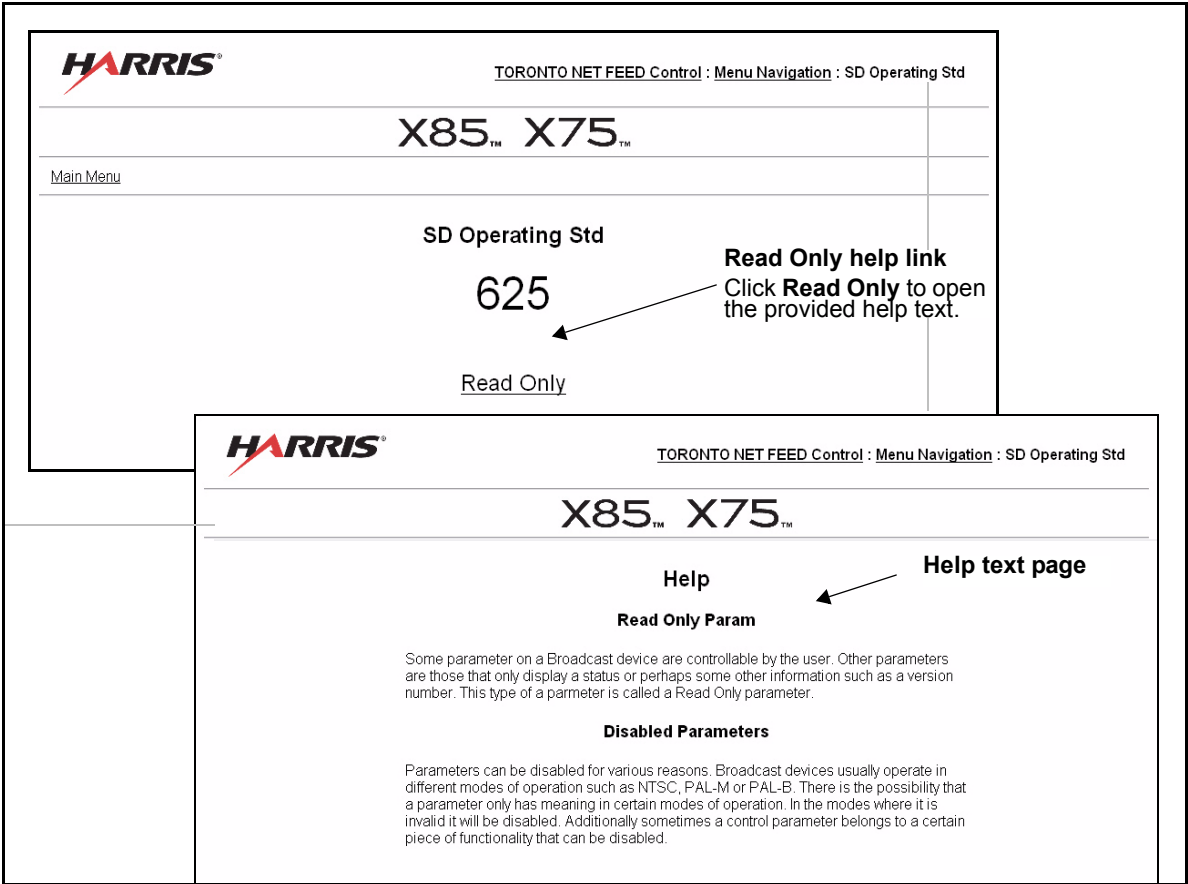 HARRIS®
TORONTO NET FEED Control : Menu Navigation : SD Operating Std
X85™ X75™
Main Menu
SD Operating Std
625
Read Only help link
Click Read Only to open
the provided help text.
Read Only
HARRIS®
TORONTO NET FEED Control : Menu Navigation : SD Operating Std
X85™ X75™
Help text page
Help
Read Only Param
Some parameter on a Broadcast device are controllable by the user. Other parameters
are those that only display a status or perhaps some other information such as a version
number. This type of a parmeter is called a Read Only parameter.
Disabled Parameters
Parameters can be disabled for various reasons. Broadcast devices usually operate in
different modes of operation such as NTSC, PAL-M or PAL-B. There is the possibility that
a parameter only has meaning in certain modes of operation. In the modes where it is
invalid it will be disabled. Additionally sometimes a control parameter belongs to a certain
piece of functionality that can be disabled.